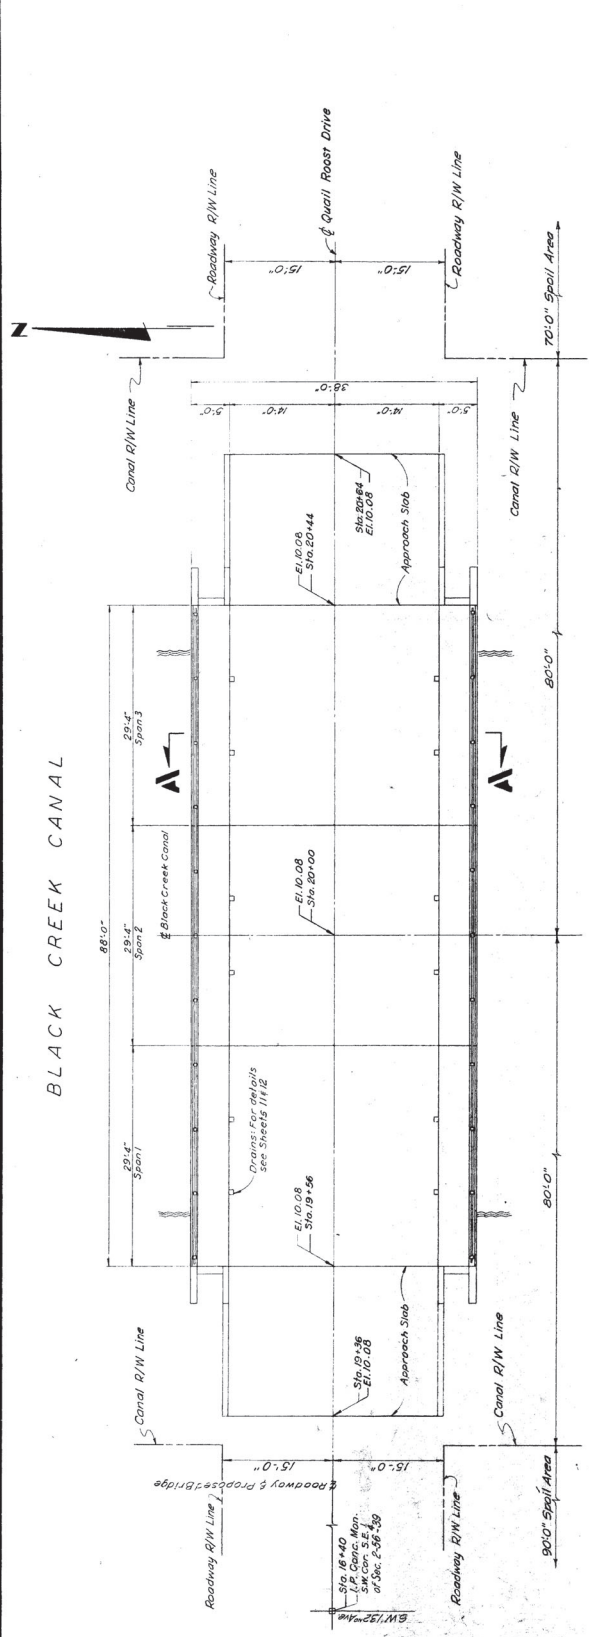 BLACK CREEK CANAL
N
Roadway R/W Line
15'-0"
15'-0"
℄ Quail Roost Drive
Roadway R/W Line
70'-0" Spoil Area
Canal R/W Line
Canal R/W Line
38'-0"
5'-0"
14'-0"
14'-0"
5'-0"
Sta. 20+64
El. 10.08
Approach Slab
El. 10.08
Sta. 20+44
80'-0"
88'-0"
29'-4"
Span 3
A
A
29'-4"
Span 2
℄ Black Creek Canal
El. 10.08
Sta. 20+00
29'-4"
Span 1
Drains: For details
see Sheets 11 & 12
El. 10.08
Sta. 19+56
80'-0"
Sta. 19+36
El. 10.08
Approach Slab
Canal R/W Line
Canal R/W Line
15'-0"
15'-0"
℄ Roadway & Proposed Bridge
Roadway R/W Line
Roadway R/W Line
90'-0" Spoil Area
Sta. 16+40
I.P. Conc. Mon.
S.W. Cor. S.E. ¼
of Sec. 2-56-39
SW 132ND Ave